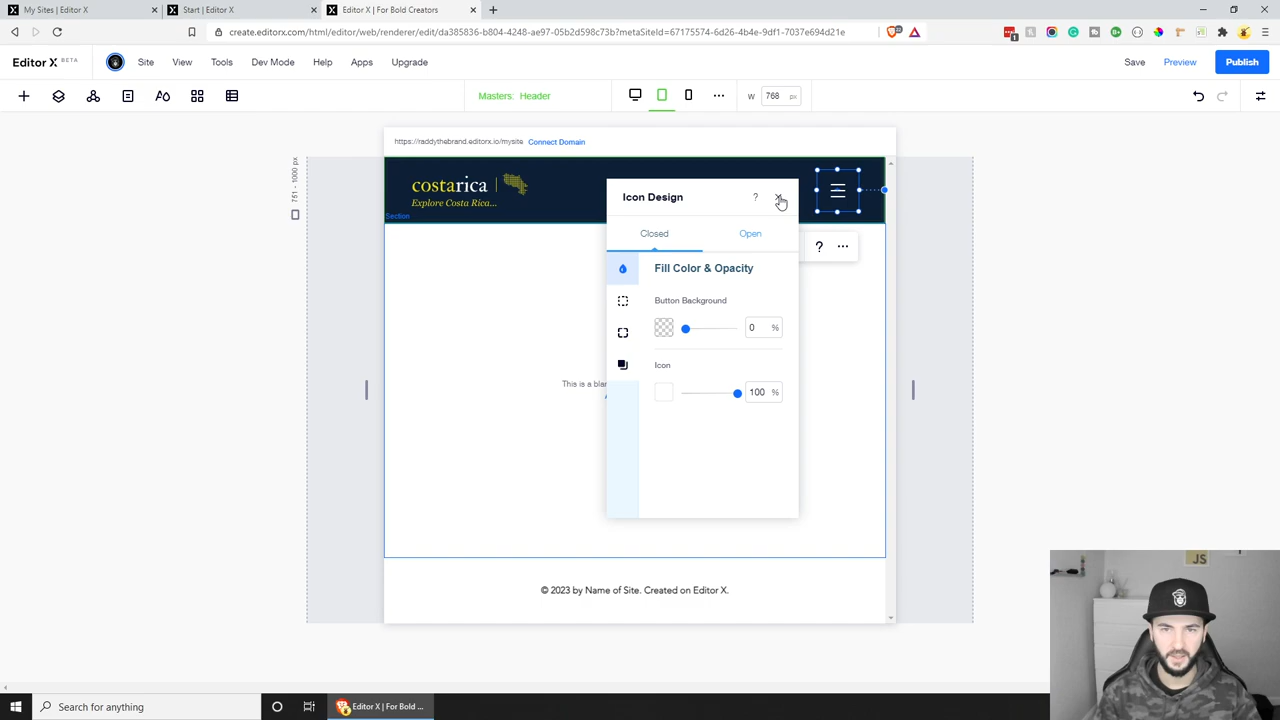 My Sites | Editor X
Start | Editor X
Editor X | For Bold Creators
create.editorx.com/html/editor/web/renderer/edit/da385836-b804-4248-ae97-05b2d598c73b?metaSiteId=67175574-6d26-4b4e-9df1-7037e694d21e
Editor X BETA
Site
View
Tools
Dev Mode
Help
Apps
Upgrade
Save
Preview
Publish
Masters: Header
W 768 px
https://raddythebrand.editorx.io/mysite Connect Domain
751 - 1000 px
costarica
Explore Costa Rica...
Section
Icon Design
?
Closed
Open
?
Fill Color & Opacity
Button Background
0 %
Icon
100 %
This is a blan
© 2023 by Name of Site. Created on Editor X.
JS
Search for anything
Editor X | For Bold ...